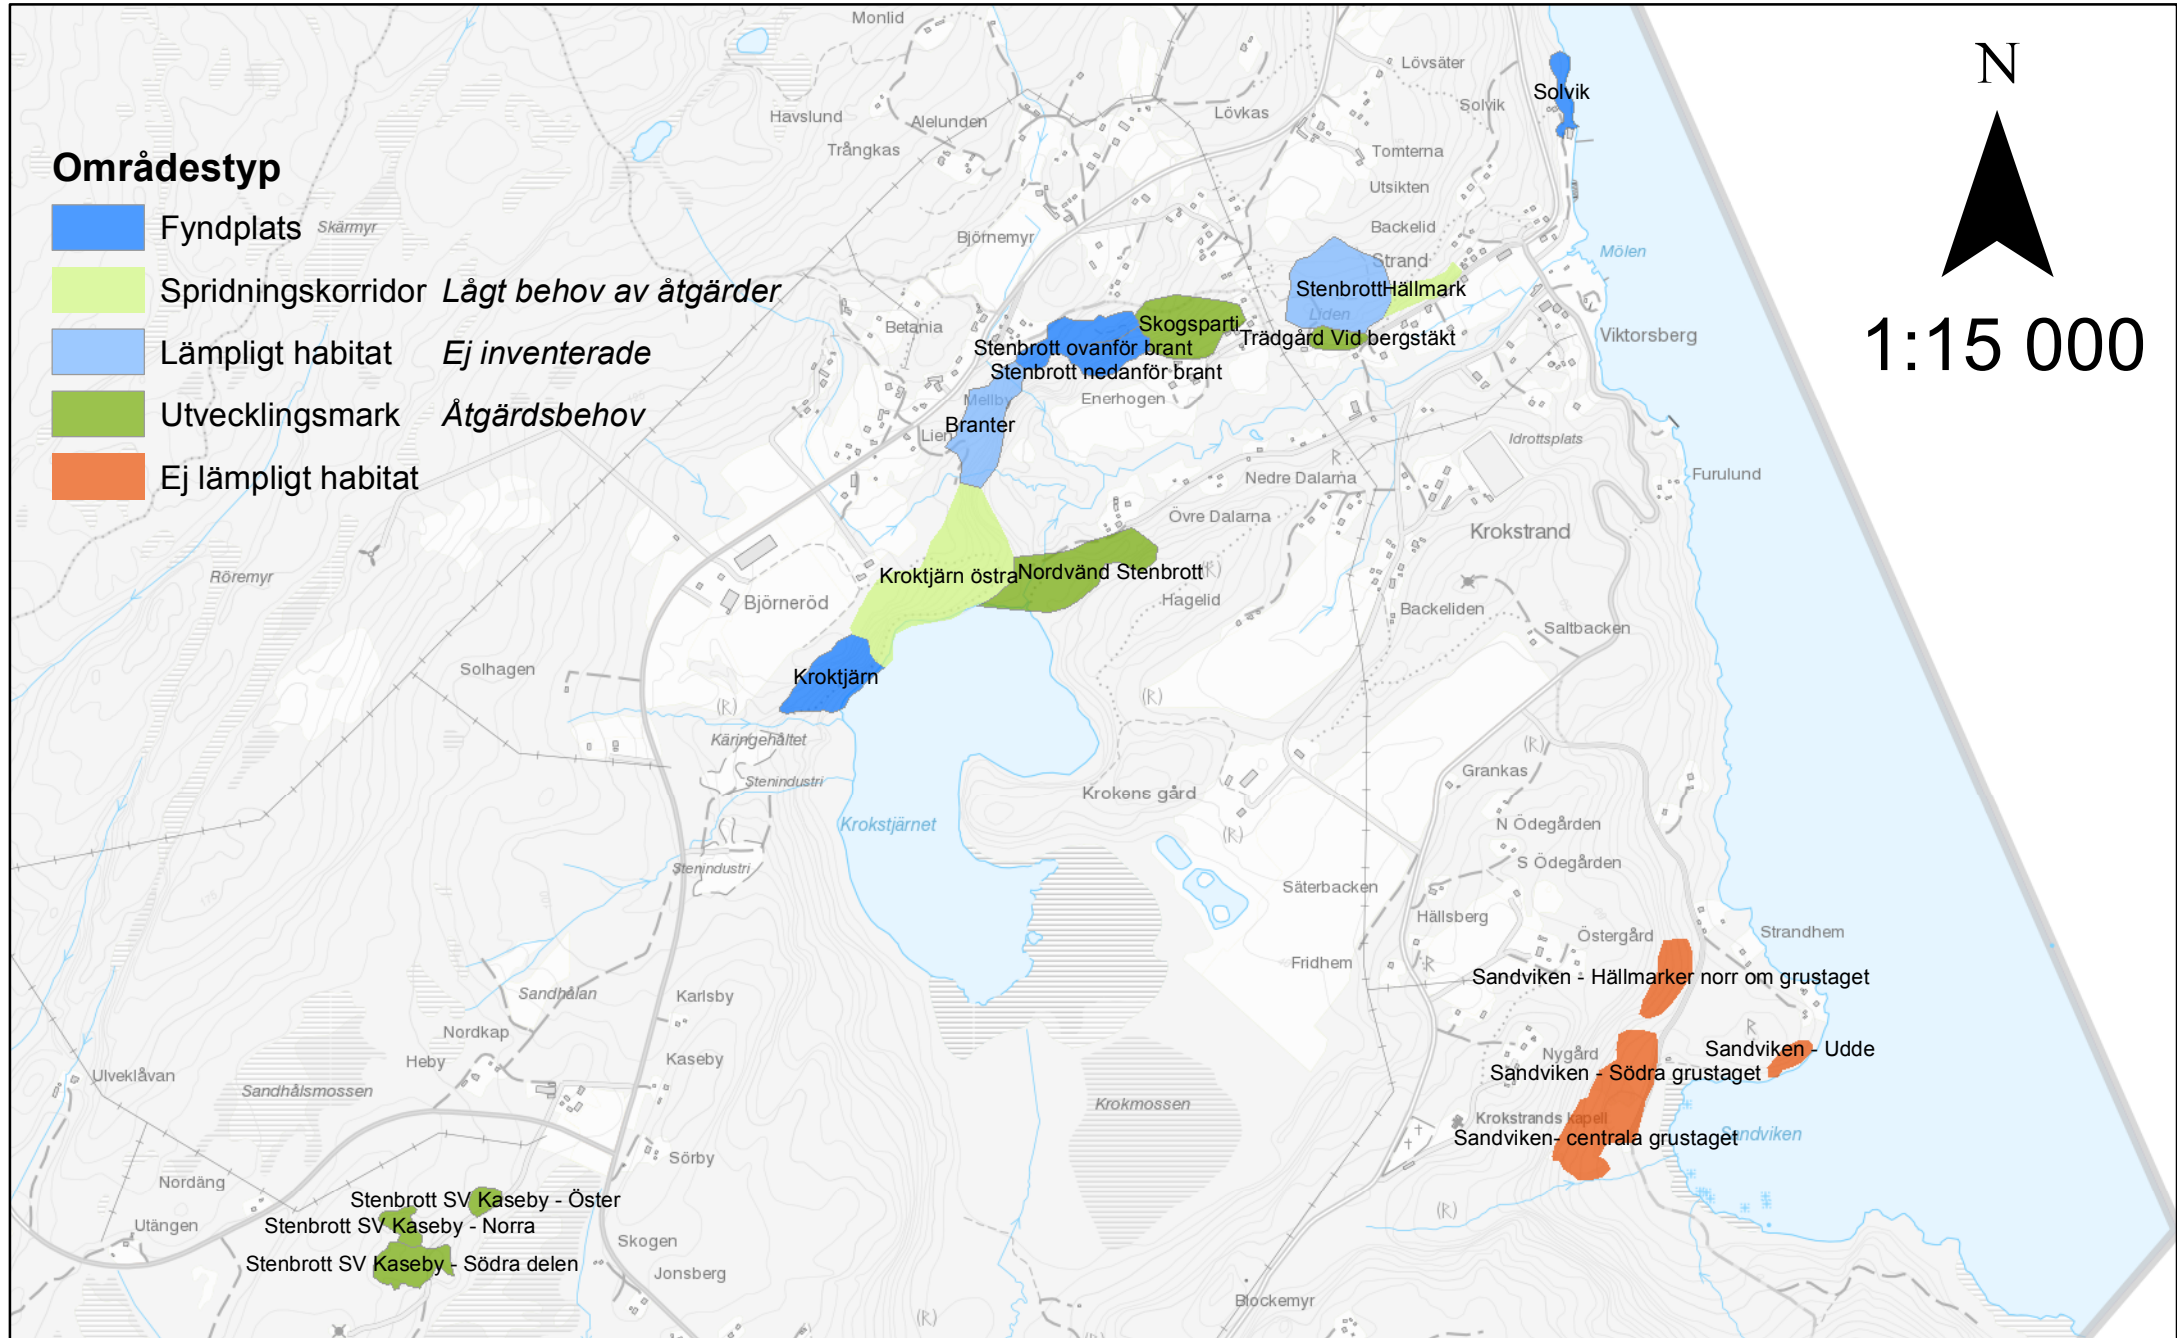 Områdestyp
Fyndplats
Spridningskorridor Lågt behov av åtgärder
Lämpligt habitat Ej inventerade
Utvecklingsmark Åtgärdsbehov
Ej lämpligt habitat
N
1:15 000
Monlid
Lövsäter
Solvik
Solvik
Havslund
Alelunden
Lövkas
Trångkas
Tomterna
Utsikten
Skärmyr
Björnemyr
Backelid
Mölen
Strand
Stenbrott
Hällmark
Liden
Betania
Skogsparti
Trädgård Vid bergstäkt
Viktorsberg
Stenbrott ovanför brant
Stenbrott nedanför brant
Mellby
Enerhogen
Branter
Lien
Idrottsplats
R
Nedre Dalarna
Furulund
Övre Dalarna
Krokstrand
Röremyr
Kroktjärn östra
Nordvänd Stenbrott
(R)
Björneröd
Hagelid
Backeliden
Saltbacken
Solhagen
Kroktjärn
(R)
(R)
Käringehåltet
(R)
Stenindustri
Grankas
Krokens gård
Krokstjärnet
(R)
N Ödegården
Stenindustri
S Ödegården
Säterbacken
Hällsberg
Östergård
Strandhem
Fridhem
R
Sandviken - Hällmarker norr om grustaget
Sandhålan
Karlsby
Nordkap
R
Heby
Kaseby
Nygård
Sandviken - Udde
Ulveklåvan
Sandviken - Södra grustaget
Sandhålsmossen
Krokmossen
Krokstrands kapell
Sandviken- centrala grustaget
Sandviken
Sörby
Nordäng
Stenbrott SV Kaseby - Öster
(R)
Utängen
Stenbrott SV Kaseby - Norra
Skogen
Stenbrott SV Kaseby - Södra delen
Jonsberg
Blockemyr
(R)